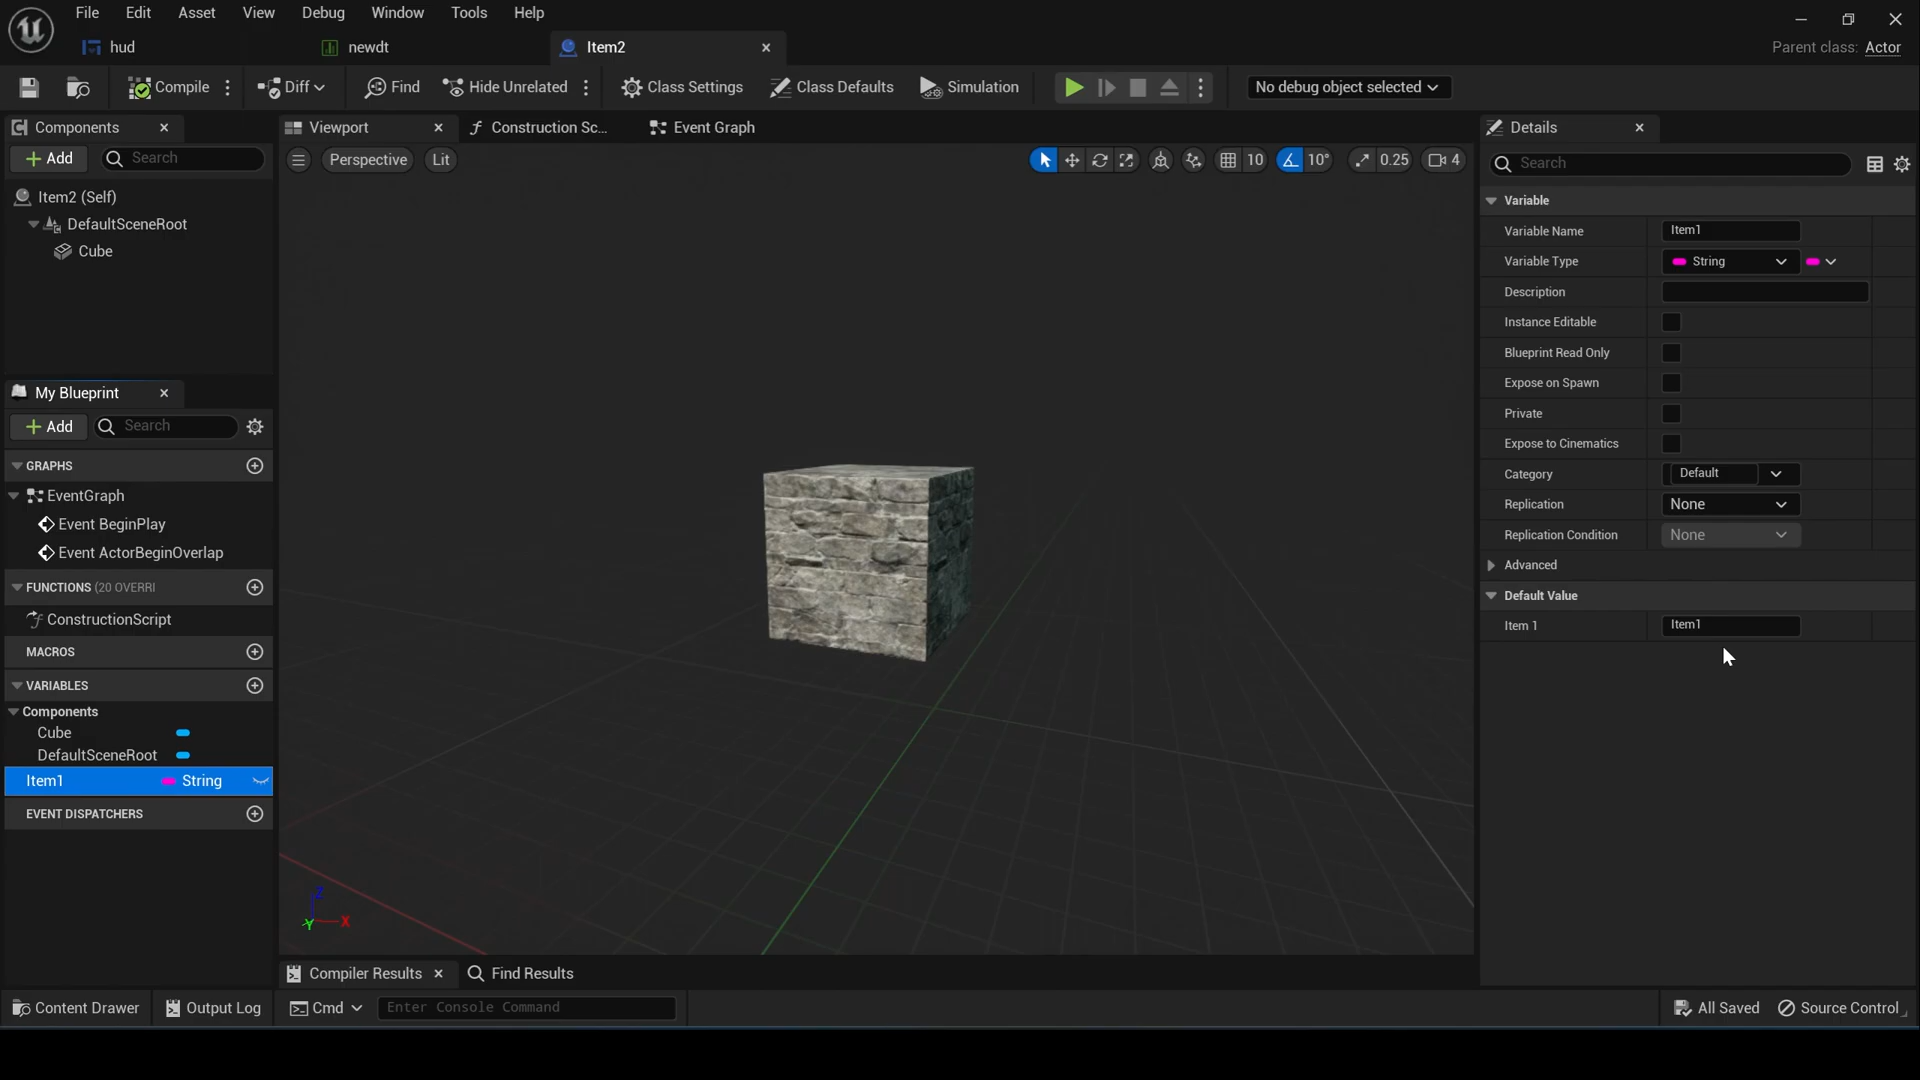 File Edit Asset View Debug Window Tools Help
hud newdt Item2
Parent class: Actor
Compile Diff Find Hide Unrelated Class Settings Class Defaults Simulation No debug object selected
Components
Add Search
Item2 (Self)
DefaultSceneRoot
Cube
My Blueprint
Add Search
GRAPHS
EventGraph
Event BeginPlay
Event ActorBeginOverlap
FUNCTIONS (20 OVERRI
ConstructionScript
MACROS
VARIABLES
Components
Cube
DefaultSceneRoot
Item1 String
EVENT DISPATCHERS
Viewport Construction Sc... Event Graph
Perspective Lit 10 10° 0.25 4
Z
Y X
Compiler Results Find Results
Details
Search
Variable
Variable Name Item1
Variable Type String
Description
Instance Editable
Blueprint Read Only
Expose on Spawn
Private
Expose to Cinematics
Category Default
Replication None
Replication Condition None
Advanced
Default Value
Item 1 Item1
Content Drawer Output Log Cmd Enter Console Command All Saved Source Control